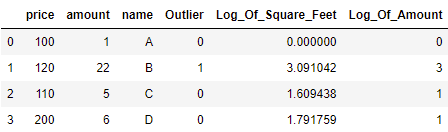 price amount name Outlier Log_Of_Square_Feet Log_Of_Amount
0 100 1 A 0 0.000000 0
1 120 22 B 1 3.091042 3
2 110 5 C 0 1.609438 1
3 200 6 D 0 1.791759 1